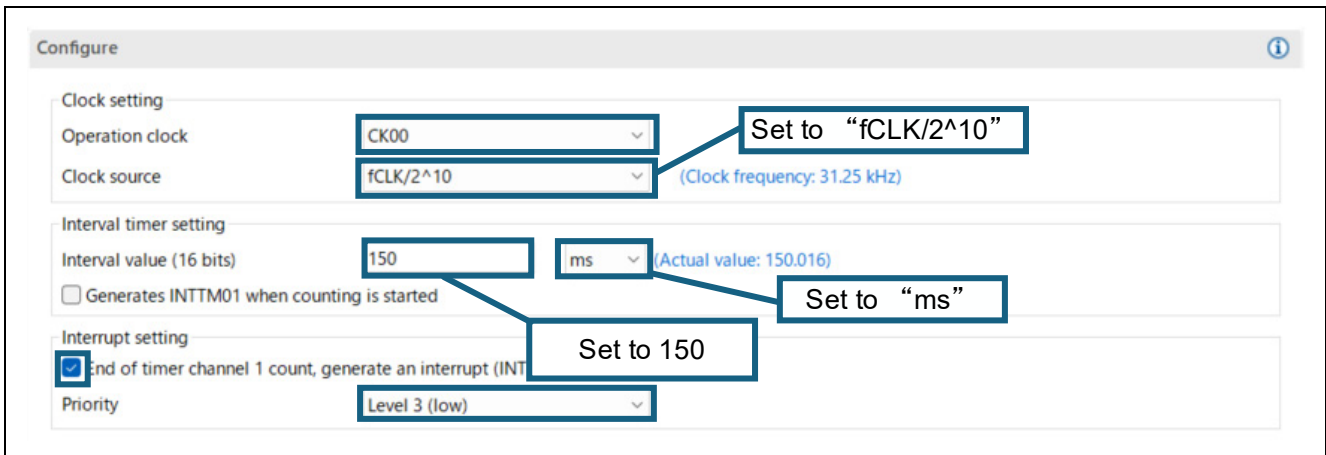 Configure
Clock setting
Operation clock CK00
Set to “fCLK/2^10”
Clock source fCLK/2^10 (Clock frequency: 31.25 kHz)
Interval timer setting
Interval value (16 bits) 150 ms (Actual value: 150.016)
Generates INTTM01 when counting is started
Set to “ms”
Interrupt setting
Set to 150
End of timer channel 1 count, generate an interrupt (INT
Priority Level 3 (low)